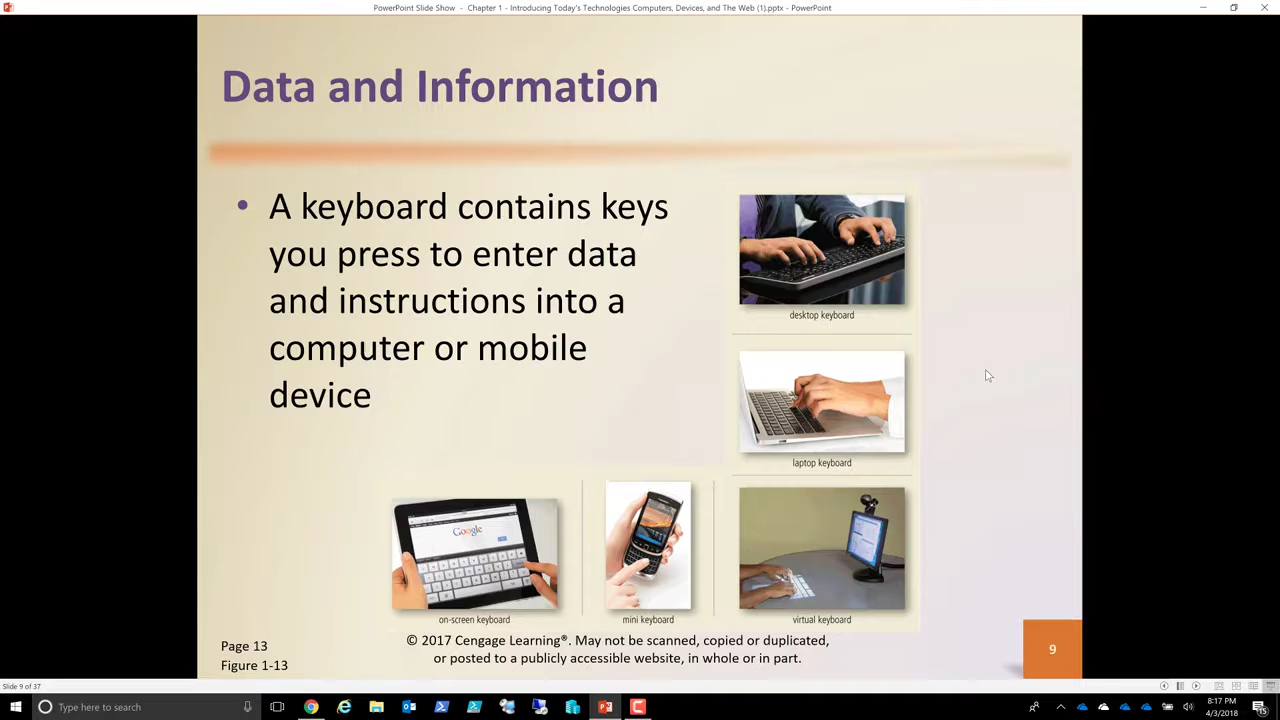 PowerPoint Slide Show - Chapter 1 - Introducing Today's Technologies Computers, Devices, and The Web (1).pptx - PowerPoint
Data and Information
• A keyboard contains keys
you press to enter data
and instructions into a
computer or mobile
device
desktop keyboard
laptop keyboard
Google
on-screen keyboard
mini keyboard
virtual keyboard
Page 13
Figure 1-13
© 2017 Cengage Learning®. May not be scanned, copied or duplicated,
or posted to a publicly accessible website, in whole or in part.
9
Slide 9 of 37
Type here to search
8:17 PM
4/3/2018